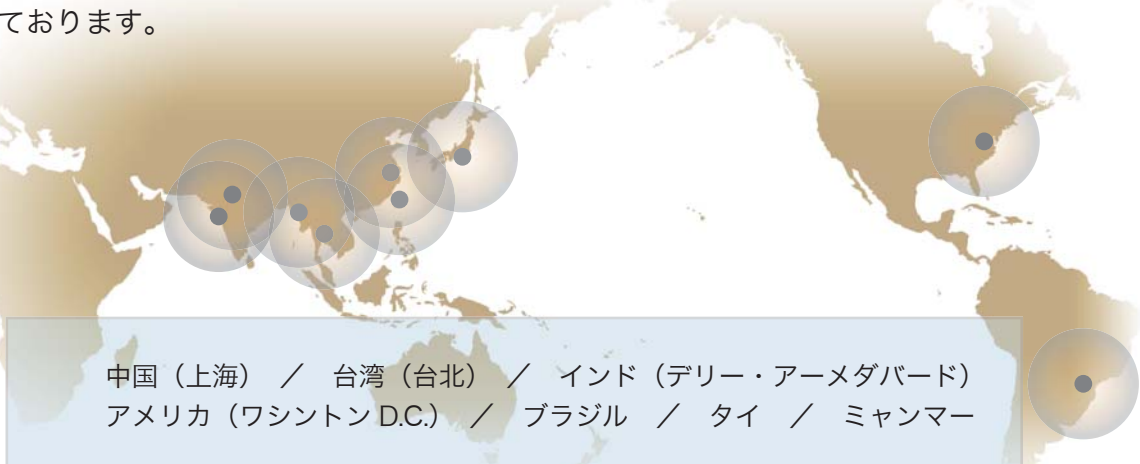 ております。
中国（上海） ／ 台湾（台北） ／ インド（デリー・アーメダバード）
アメリカ（ワシントン D.C.） ／ ブラジル ／ タイ ／ ミャンマー